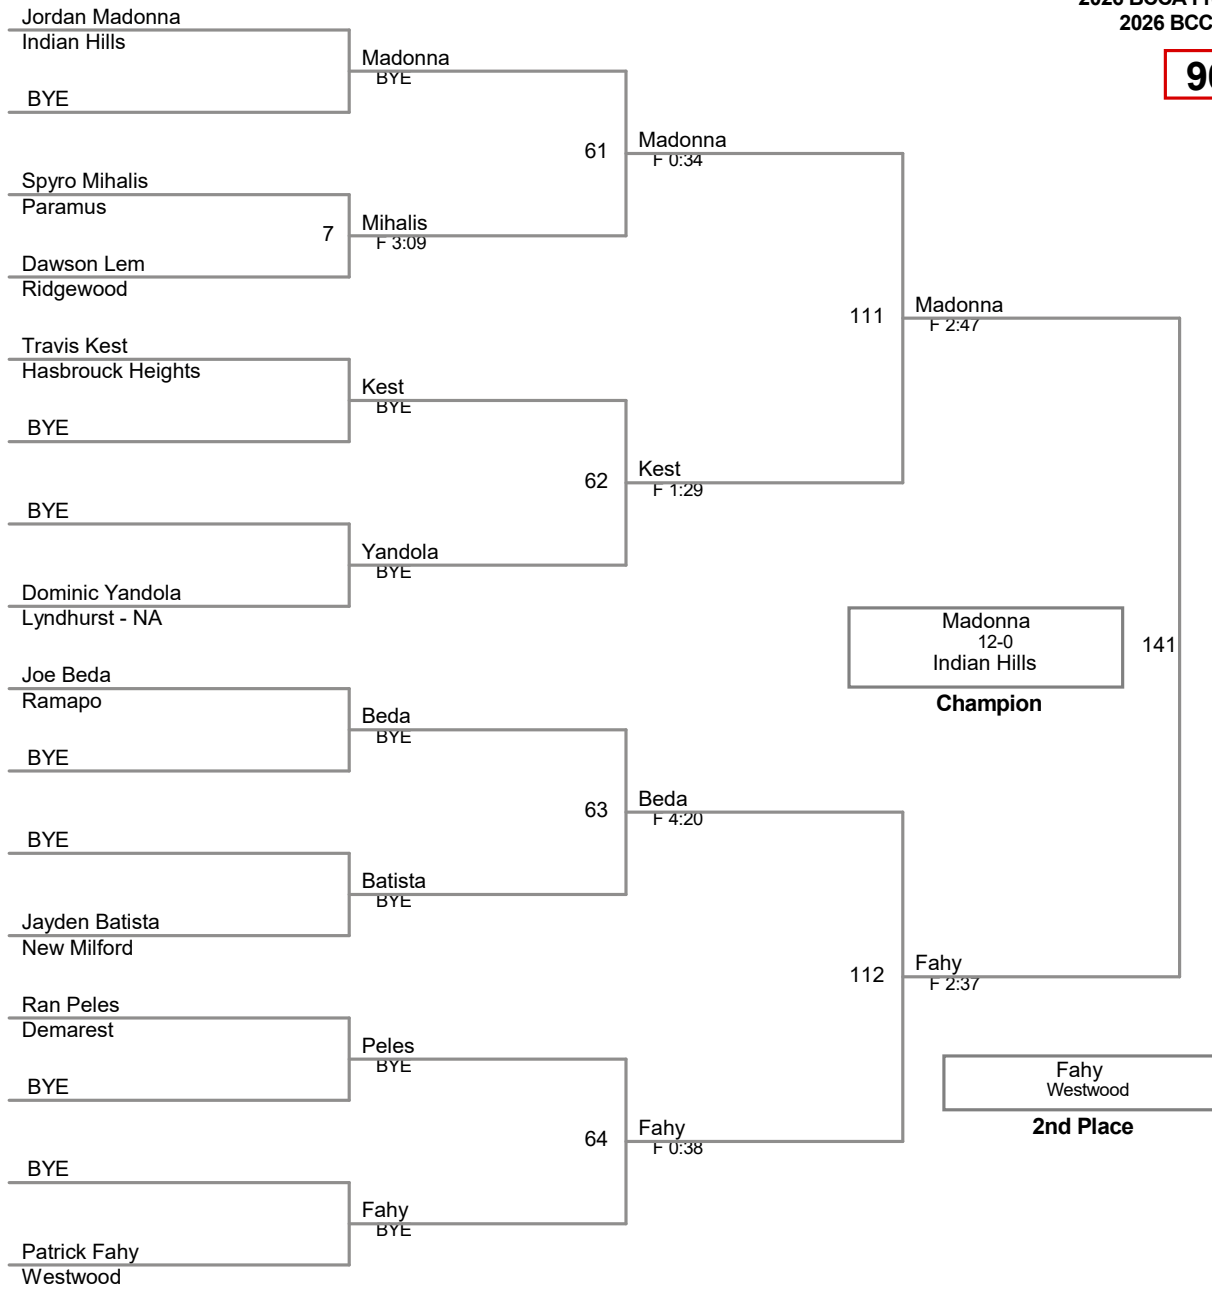 2026 BCC
Jordan Madonna
Indian Hills
BYE
Spyro Mihalis
Paramus
7
Dawson Lem
Ridgewood
Travis Kest
Hasbrouck Heights
BYE
BYE
Dominic Yandola
Lyndhurst - NA
Joe Beda
Ramapo
BYE
BYE
Jayden Batista
New Milford
Ran Peles
Demarest
BYE
BYE
Patrick Fahy
Westwood
Madonna
BYE
61
Mihalis
F 3:09
Kest
BYE
62
Yandola
BYE
Beda
BYE
63
Batista
BYE
Peles
BYE
64
Fahy
BYE
Madonna
F 0:34
111
Kest
F 1:29
Beda
F 4:20
112
Fahy
F 0:38
Madonna
F 2:47
141
Fahy
F 2:37
Madonna
12-0
Indian Hills
Champion
Fahy
Westwood
2nd Place